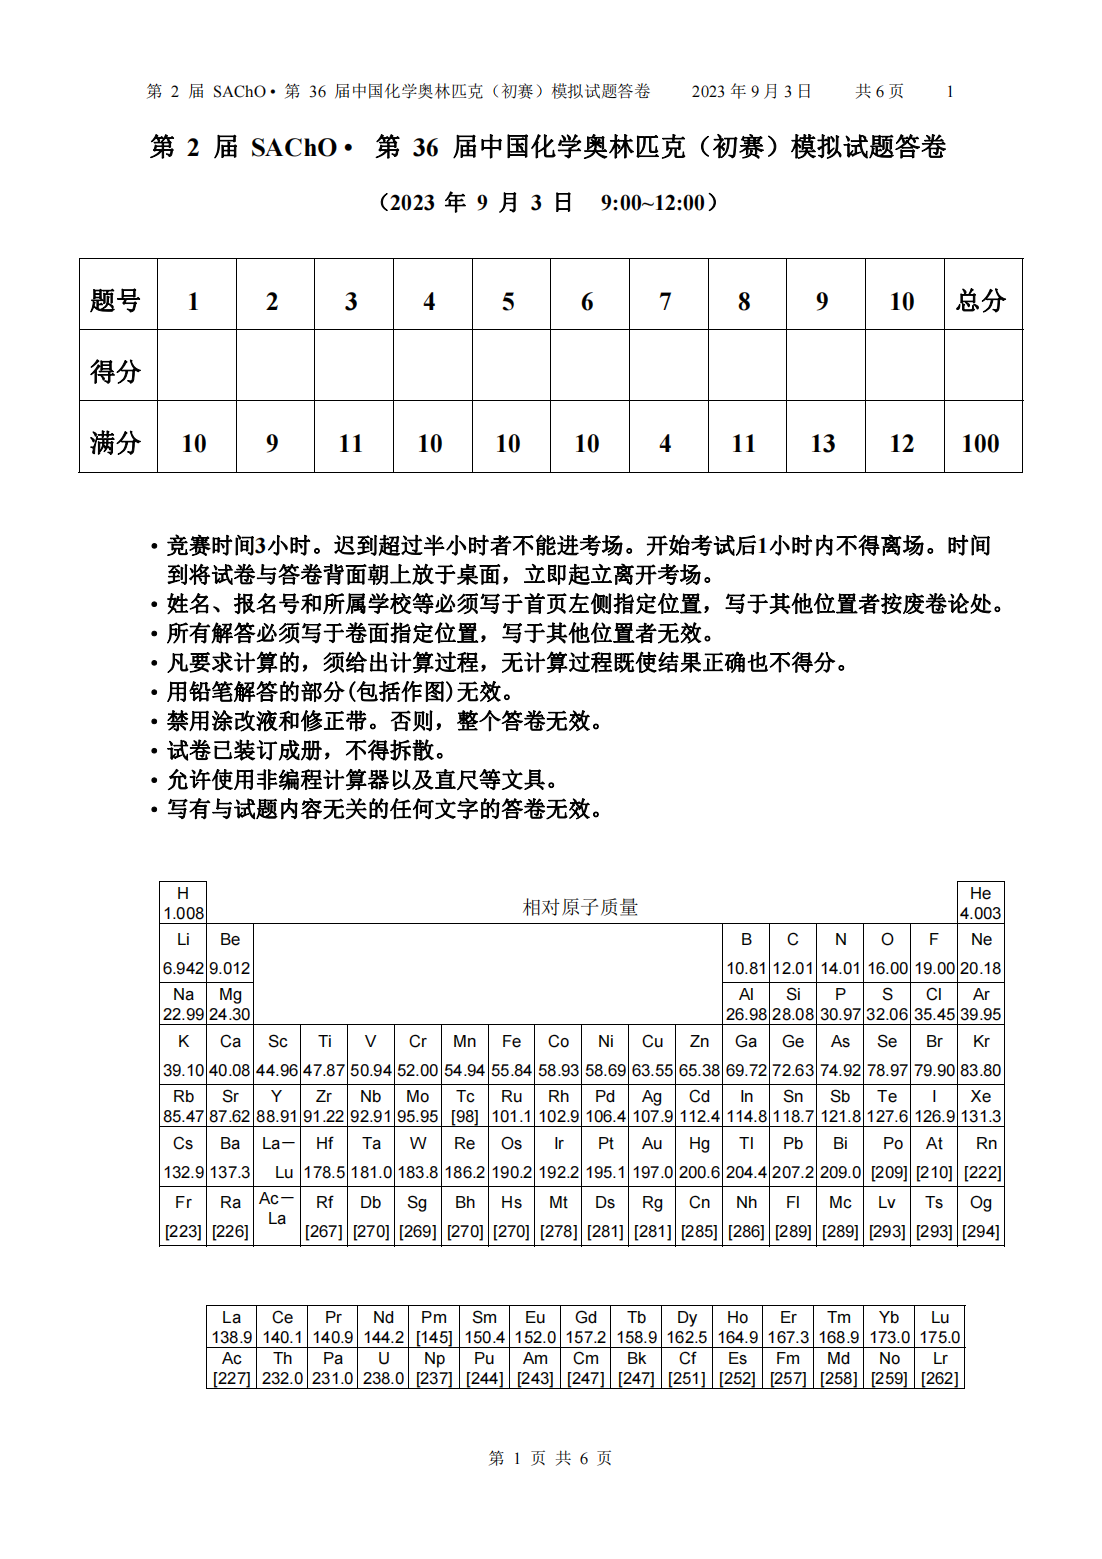 第 2 届 SAChO• 第 36 届中国化学奥林匹克（初赛）模拟试题答卷 2023 年 9 月 3 日 共 6 页 1
第 2 届 SAChO• 第 36 届中国化学奥林匹克（初赛）模拟试题答卷
（2023 年 9 月 3 日 9:00~12:00）
题号 1 2 3 4 5 6 7 8 9 10 总分
得分
满分 10 9 11 10 10 10 4 11 13 12 100
• 竞赛时间3小时。迟到超过半小时者不能进考场。开始考试后1小时内不得离场。时间
到将试卷与答卷背面朝上放于桌面，立即起立离开考场。
• 姓名、报名号和所属学校等必须写于首页左侧指定位置，写于其他位置者按废卷论处。
• 所有解答必须写于卷面指定位置，写于其他位置者无效。
• 凡要求计算的，须给出计算过程，无计算过程既使结果正确也不得分。
• 用铅笔解答的部分(包括作图)无效。
• 禁用涂改液和修正带。否则，整个答卷无效。
• 试卷已装订成册，不得拆散。
• 允许使用非编程计算器以及直尺等文具。
• 写有与试题内容无关的任何文字的答卷无效。
H 相对原子质量 He
1.008 4.003
Li Be B C N O F Ne
6.942 9.012 10.81 12.01 14.01 16.00 19.00 20.18
Na Mg Al Si P S Cl Ar
22.99 24.30 26.98 28.08 30.97 32.06 35.45 39.95
K Ca Sc Ti V Cr Mn Fe Co Ni Cu Zn Ga Ge As Se Br Kr
39.10 40.08 44.96 47.87 50.94 52.00 54.94 55.84 58.93 58.69 63.55 65.38 69.72 72.63 74.92 78.97 79.90 83.80
Rb Sr Y Zr Nb Mo Tc Ru Rh Pd Ag Cd In Sn Sb Te I Xe
85.47 87.62 88.91 91.22 92.91 95.95 [98] 101.1 102.9 106.4 107.9 112.4 114.8 118.7 121.8 127.6 126.9 131.3
Cs Ba La－ Hf Ta W Re Os Ir Pt Au Hg Tl Pb Bi Po At Rn
132.9 137.3 Lu 178.5 181.0 183.8 186.2 190.2 192.2 195.1 197.0 200.6 204.4 207.2 209.0 [209] [210] [222]
Fr Ra Ac－ Rf Db Sg Bh Hs Mt Ds Rg Cn Nh Fl Mc Lv Ts Og
La
[223] [226] [267] [270] [269] [270] [270] [278] [281] [281] [285] [286] [289] [289] [293] [293] [294]
La Ce Pr Nd Pm Sm Eu Gd Tb Dy Ho Er Tm Yb Lu
138.9 140.1 140.9 144.2 [145] 150.4 152.0 157.2 158.9 162.5 164.9 167.3 168.9 173.0 175.0
Ac Th Pa U Np Pu Am Cm Bk Cf Es Fm Md No Lr
[227] 232.0 231.0 238.0 [237] [244] [243] [247] [247] [251] [252] [257] [258] [259] [262]
第 1 页 共 6 页